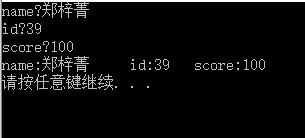 name?郑梓菁
id?39
score?100
name:郑梓菁 id:39 score:100
请按任意键继续. . .